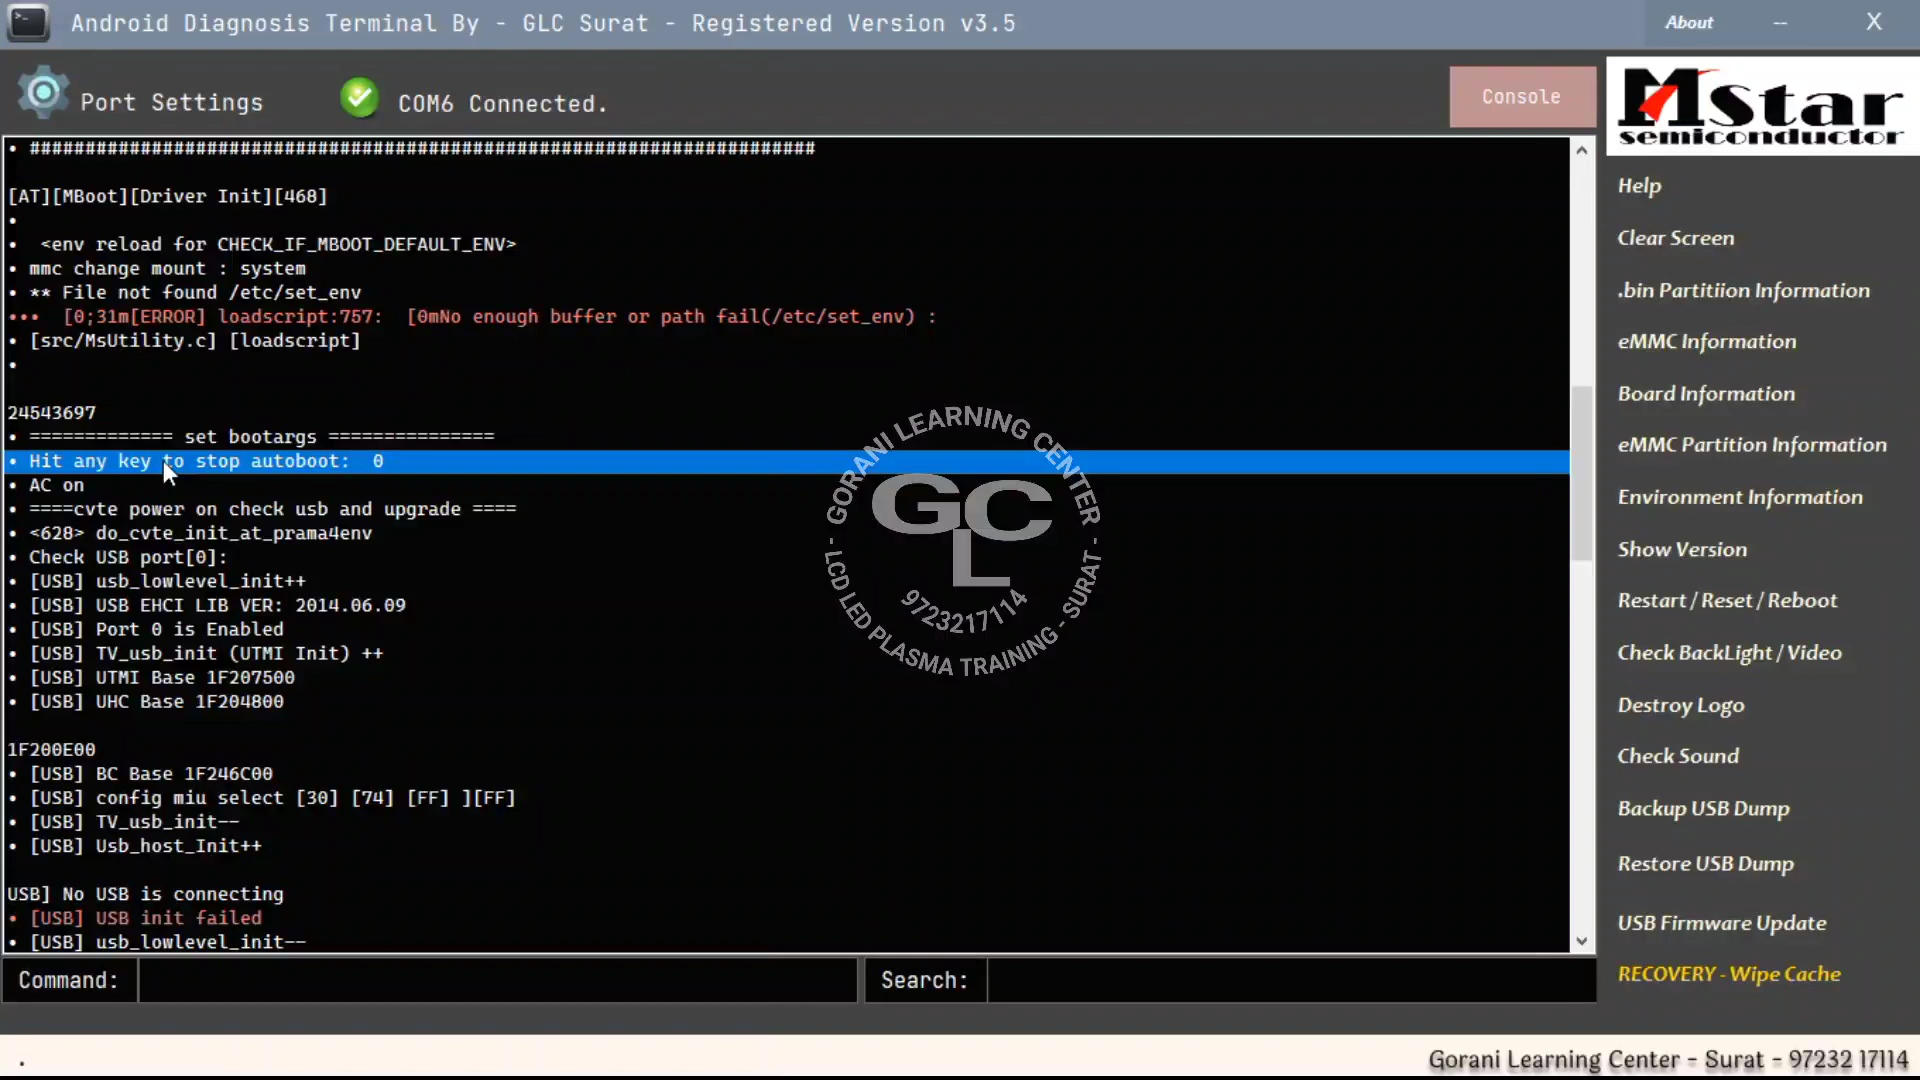 Android Diagnosis Terminal By - GLC Surat - Registered Version v3.5
About -- X
Port Settings
COM6 Connected.
Console
MStar
semiconductor
• #######################################################################
[AT][MBoot][Driver Init][468]
•
•  <env reload for CHECK_IF_MBOOT_DEFAULT_ENV>
• mmc change mount : system
• ** File not found /etc/set_env
•••  [0;31m[ERROR] loadscript:757:  [0mNo enough buffer or path fail(/etc/set_env) :
• [src/MsUtility.c] [loadscript]
•
24543697
• ============= set bootargs ===============
• Hit any key to stop autoboot:  0
• AC on
• ====cvte power on check usb and upgrade ====
• <628> do_cvte_init_at_prama4env
• Check USB port[0]:
• [USB] usb_lowlevel_init++
• [USB] USB EHCI LIB VER: 2014.06.09
• [USB] Port 0 is Enabled
• [USB] TV_usb_init (UTMI Init) ++
• [USB] UTMI Base 1F207500
• [USB] UHC Base 1F204800
1F200E00
• [USB] BC Base 1F246C00
• [USB] config miu select [30] [74] [FF] ][FF]
• [USB] TV_usb_init--
• [USB] Usb_host_Init++
USB] No USB is connecting
• [USB] USB init failed
• [USB] usb_lowlevel_init--
GORANI LEARNING CENTER
GLC
9723217114
- LCD LED PLASMA TRAINING - SURAT -
Help
Clear Screen
.bin Partitiion Information
eMMC Information
Board Information
eMMC Partition Information
Environment Information
Show Version
Restart / Reset / Reboot
Check BackLight / Video
Destroy Logo
Check Sound
Backup USB Dump
Restore USB Dump
USB Firmware Update
RECOVERY - Wipe Cache
Command:
Search:
.
Gorani Learning Center - Surat - 97232 17114